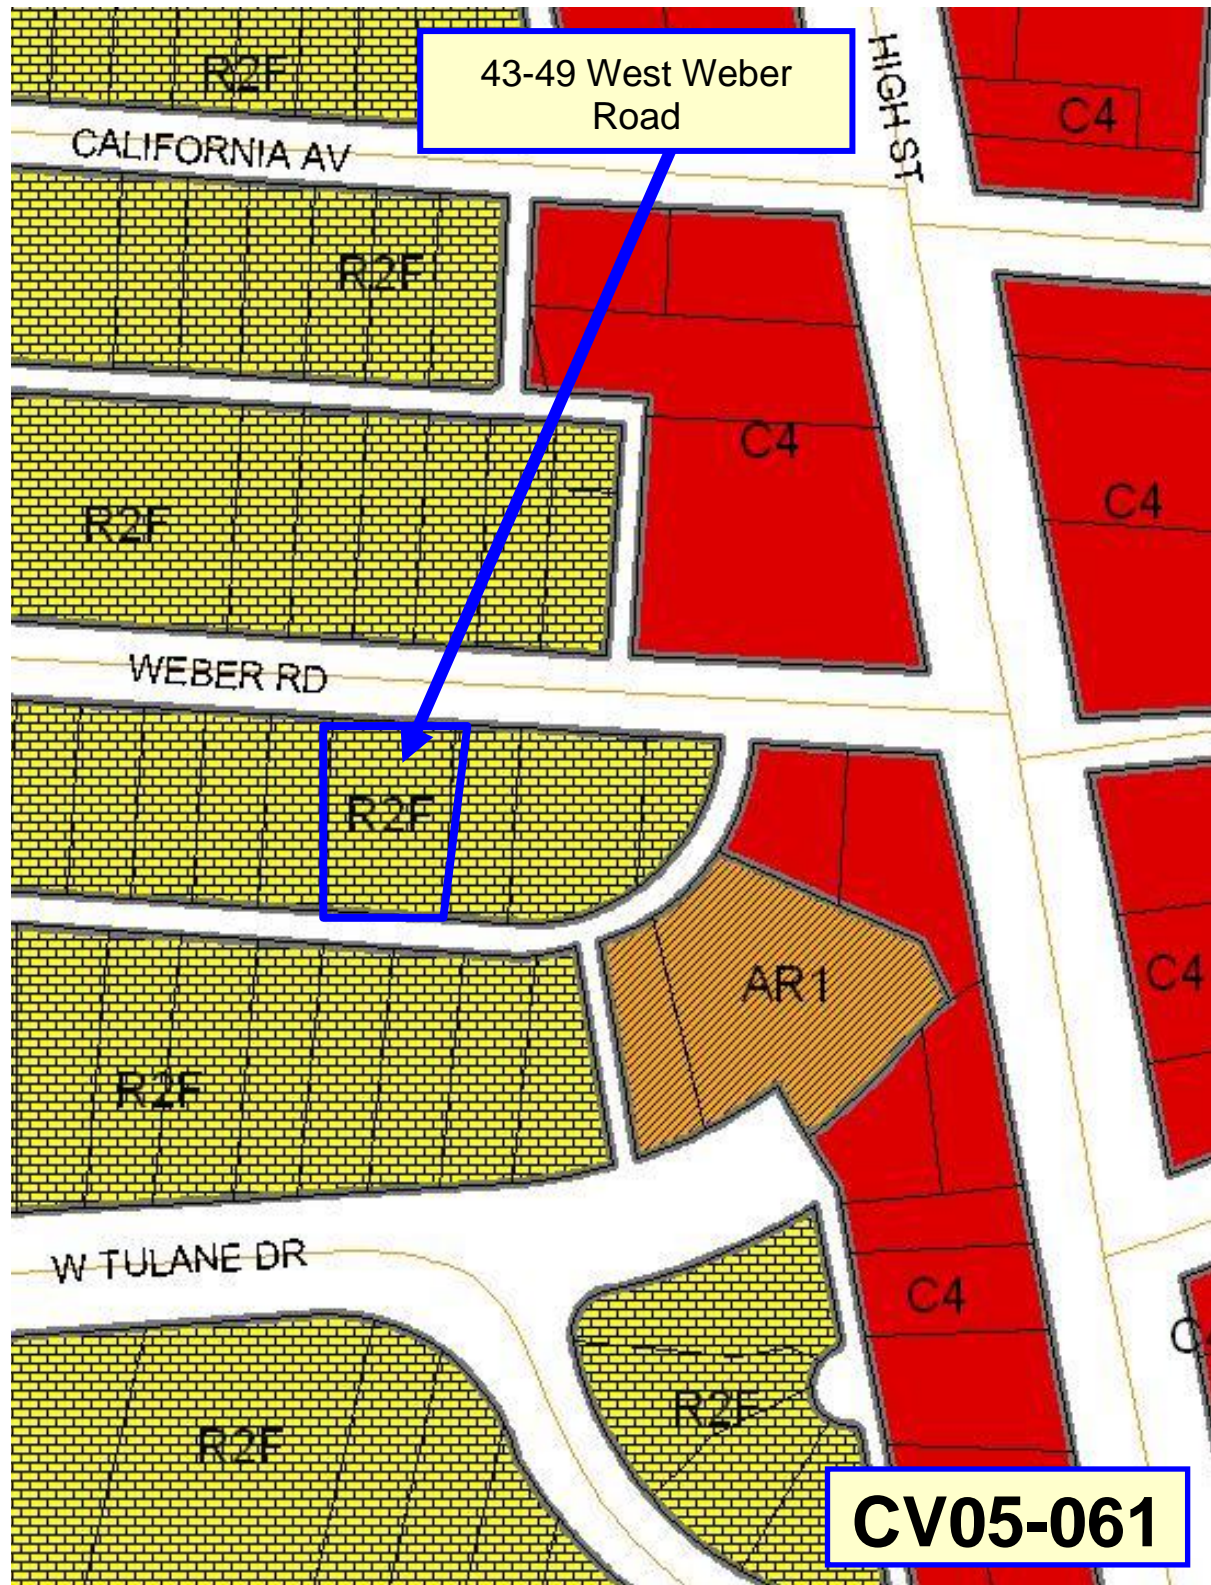 R2F
43-49 West Weber
Road
HIGH ST
C4
CALIFORNIA AV
R2F
C4
C4
R2F
WEBER RD
R2F
AR1
C4
R2F
W TULANE DR
C4
R2F
R2F
CV05-061